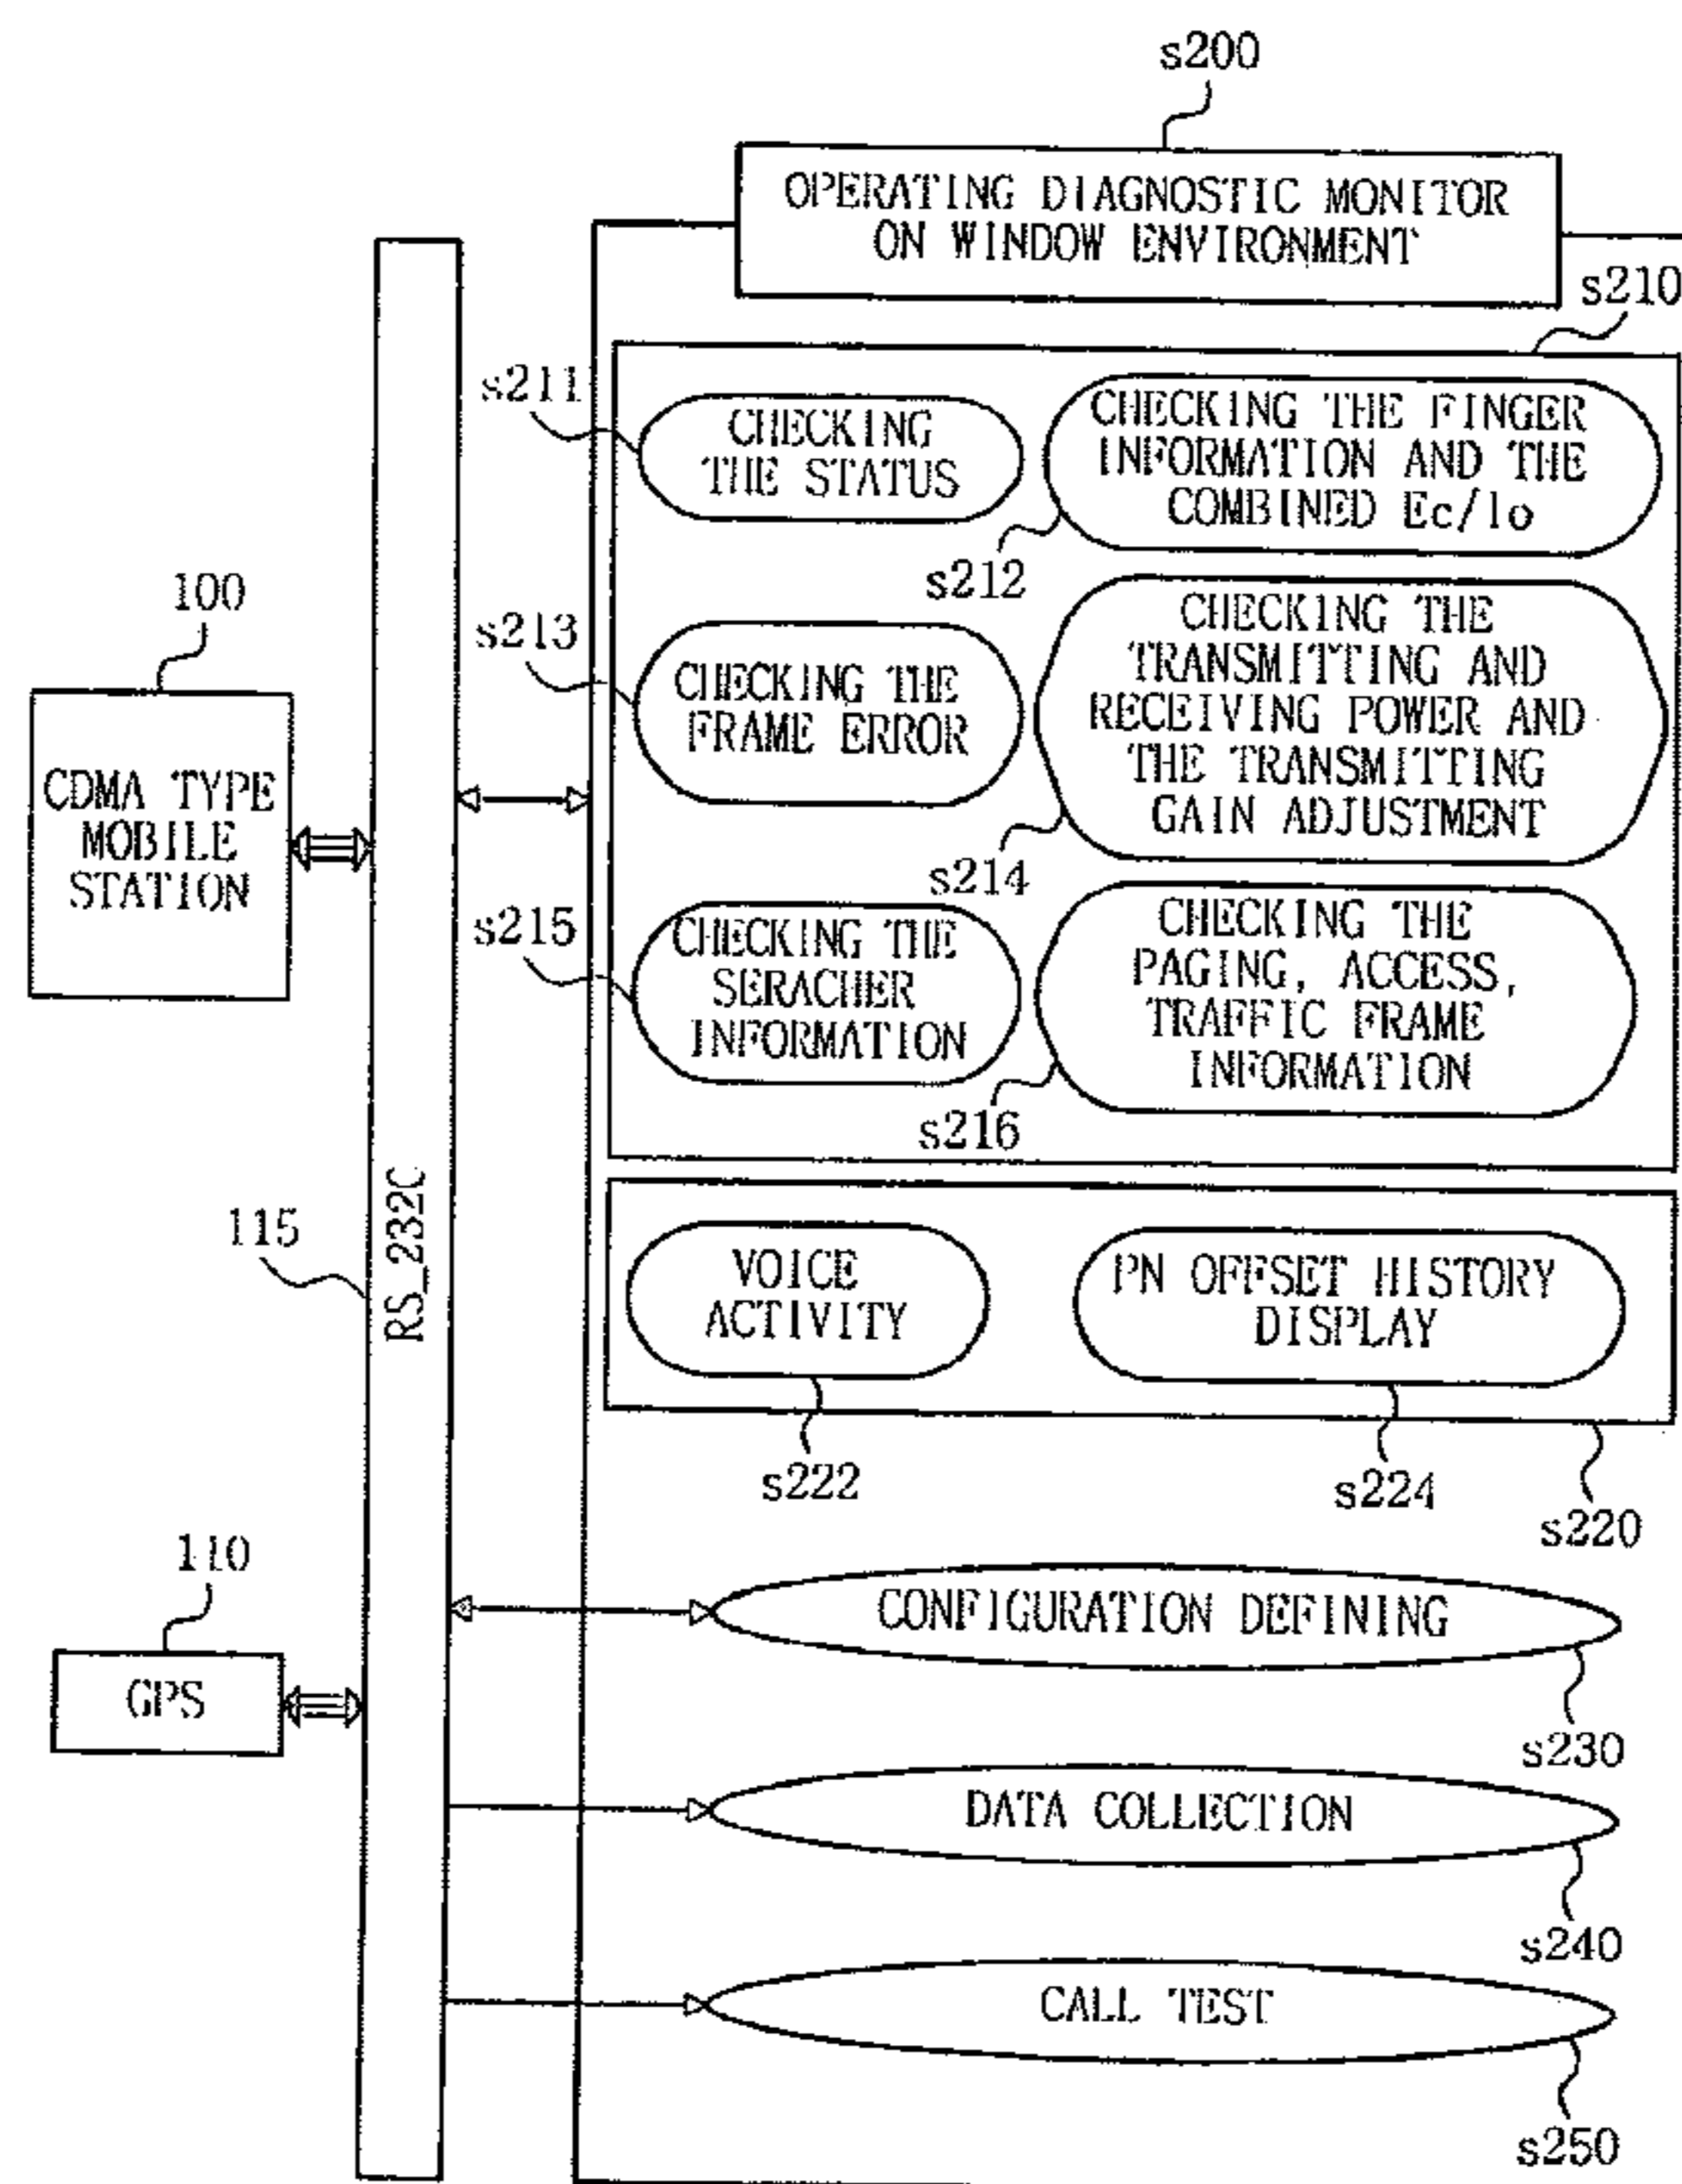 s200
OPERATING DIAGNOSTIC MONITOR
ON WINDOW ENVIRONMENT
s210
s211
CHECKING
THE STATUS
CHECKING THE FINGER
INFORMATION AND THE
COMBINED Ec/lo
s212
100
CDMA TYPE
MOBILE
STATION
s213
CHECKING THE
FRAME ERROR
CHECKING THE
TRANSMITTING AND
RECEIVING POWER AND
THE TRANSMITTING
GAIN ADJUSTMENT
s214
s215
CHECKING THE
SERACHER
INFORMATION
CHECKING THE
PAGING, ACCESS,
TRAFFIC FRAME
INFORMATION
s216
115
RS_232C
VOICE
ACTIVITY
PN OFFSET HISTORY
DISPLAY
s222
s224
s220
110
GPS
CONFIGURATION DEFINING
s230
DATA COLLECTION
s240
CALL TEST
s250